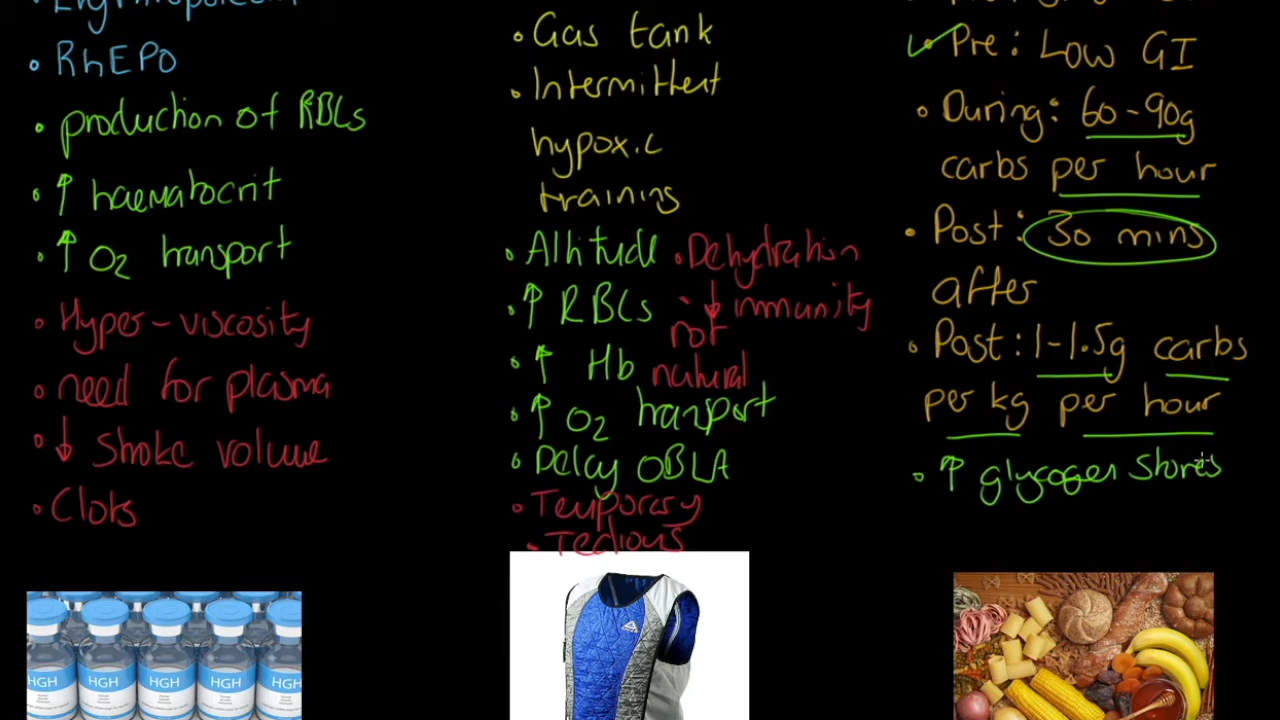 • RhEPO
• production of RBCs
• ↑ haematocrit
• ↑ O2 transport
• Hyper-viscosity
• need for plasma
• ↓ Stroke volume
• Clots
HGH
HGH
HGH
HGH
HGH
• Gas tank
• Intermittent
hypoxic
training
• Altitude
• ↑ RBCs
• ↑ Hb
• ↑ O2 transport
• Delay OBLA
• Temporary
• Tedious
• Dehydration
• ↓ immunity
not
natural
• Pre: Low GI
• During: 60-90g
carbs per hour
• Post: 30 mins
after
• Post: 1-1.5g carbs
per kg per hour
• ↑ glycogen stores